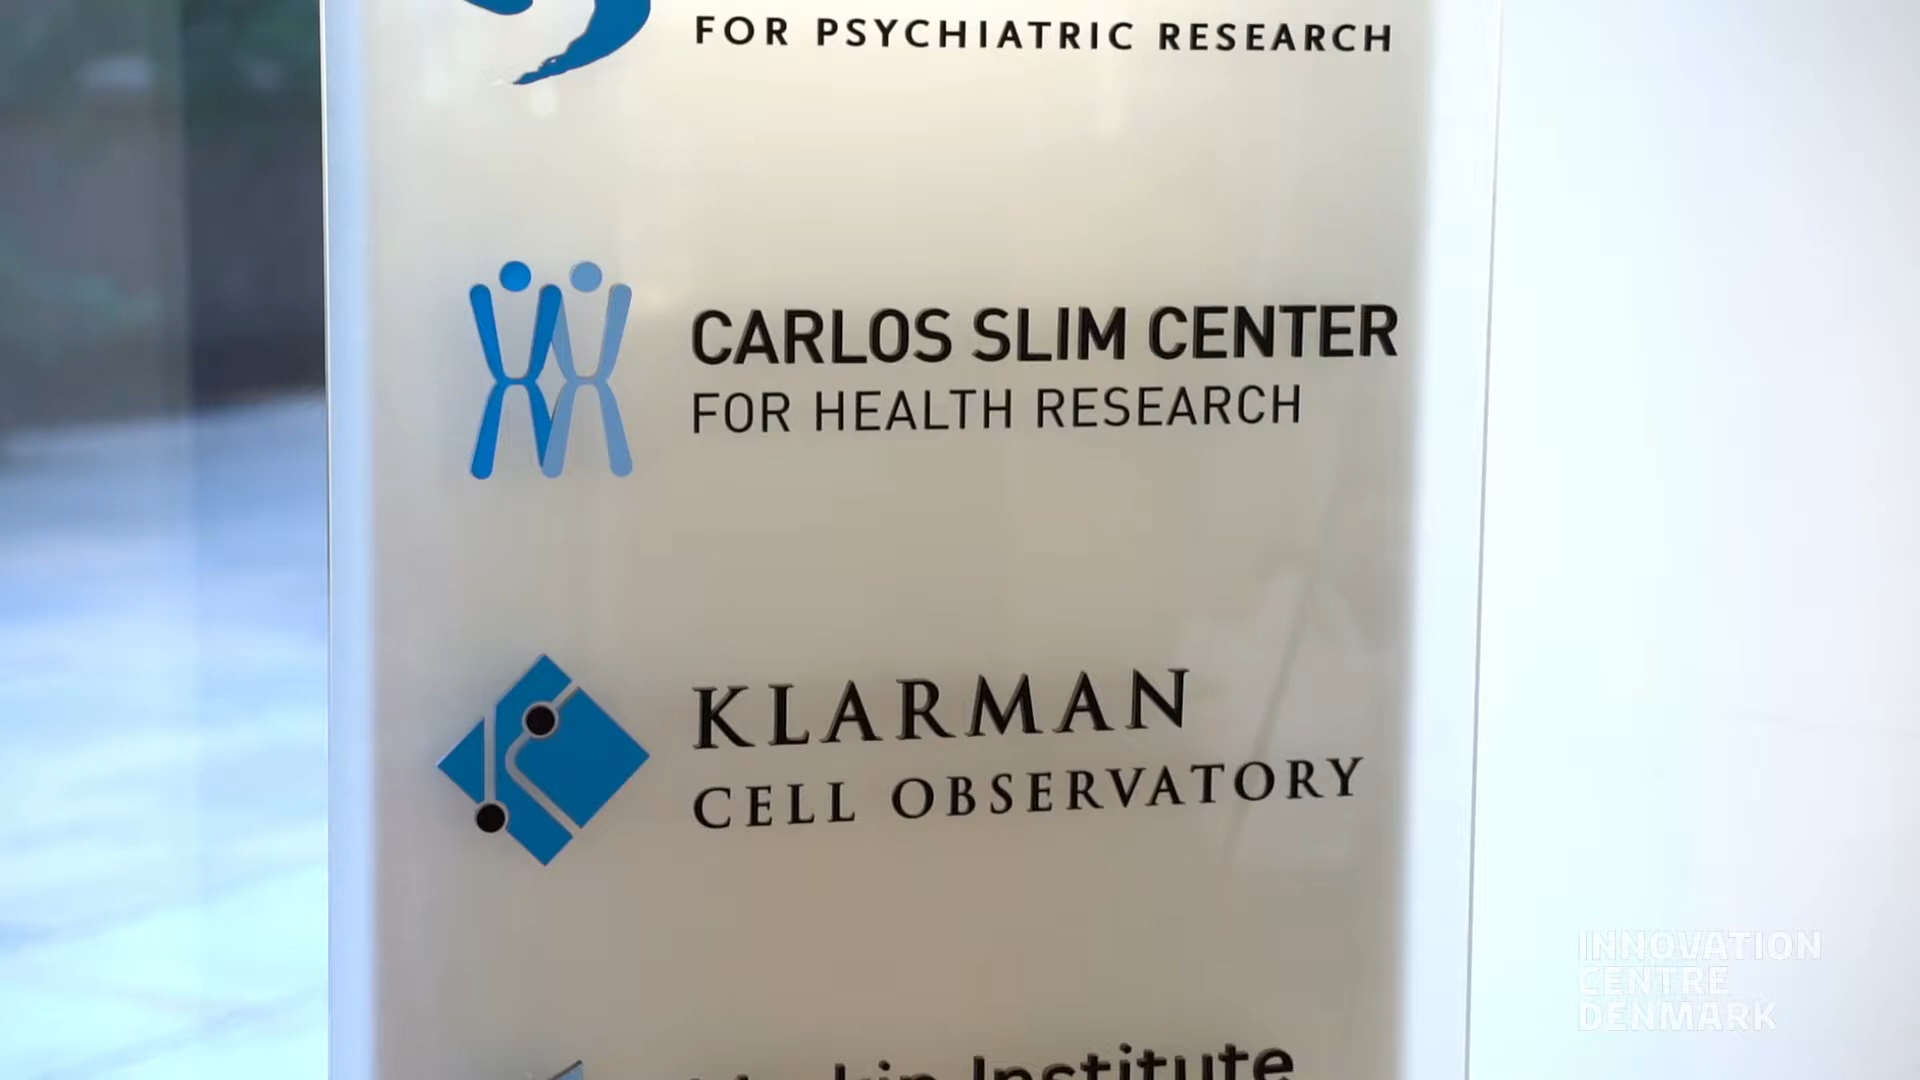 FOR PSYCHIATRIC RESEARCH
CARLOS SLIM CENTER
FOR HEALTH RESEARCH
KLARMAN
CELL OBSERVATORY
Institute
INNOVATION
CENTRE
DENMARK